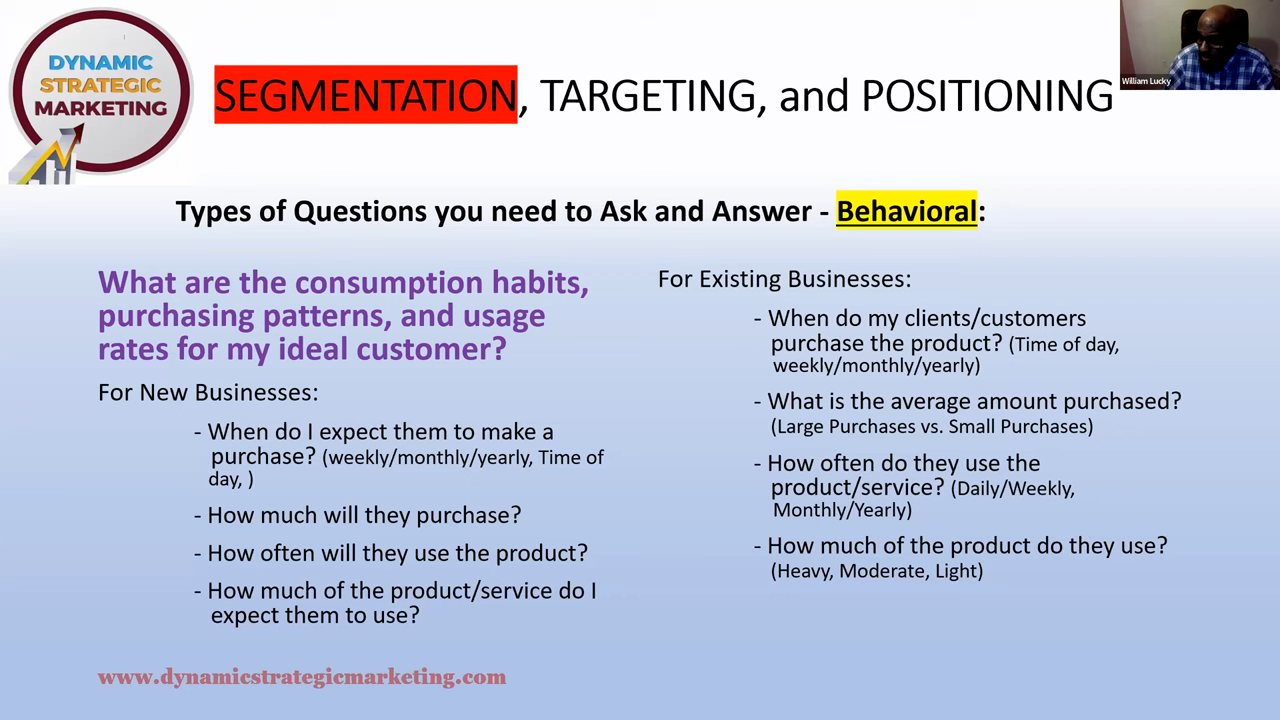 DYNAMIC
STRATEGIC
MARKETING
SEGMENTATION, TARGETING, and POSITIONING
William Lucky
Types of Questions you need to Ask and Answer - Behavioral:
What are the consumption habits,
purchasing patterns, and usage
rates for my ideal customer?
For New Businesses:
- When do I expect them to make a
purchase? (weekly/monthly/yearly, Time of
day, )
- How much will they purchase?
- How often will they use the product?
- How much of the product/service do I
expect them to use?
For Existing Businesses:
- When do my clients/customers
purchase the product? (Time of day,
weekly/monthly/yearly)
- What is the average amount purchased?
(Large Purchases vs. Small Purchases)
- How often do they use the
product/service? (Daily/Weekly,
Monthly/Yearly)
- How much of the product do they use?
(Heavy, Moderate, Light)
www.dynamicstrategicmarketing.com